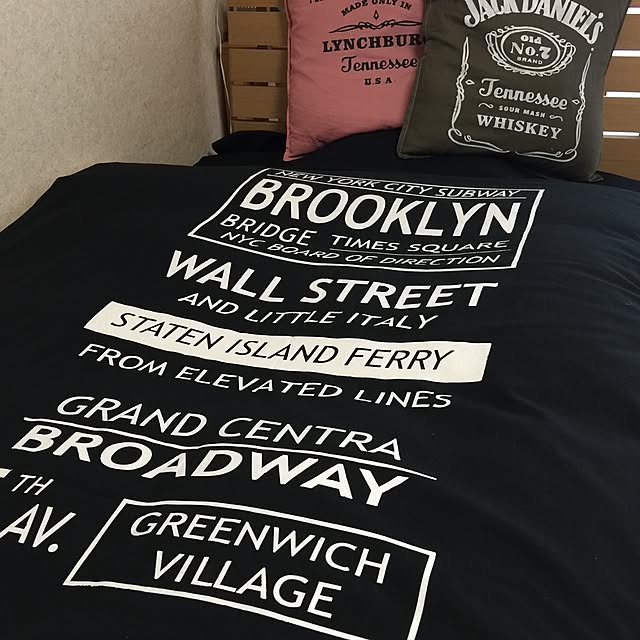 MADE ONLY IN
LYNCHBURG
Tennessee
U.S.A
JACK DANIEL'S
Old
No.7
BRAND
Tennessee
SOUR MASH
WHISKEY
NEW YORK CITY SUBWAY
BROOKLYN
BRIDGE TIMES SQUARE
NYC BOARD OF DIRECTION
WALL STREET
AND LITTLE ITALY
STATEN ISLAND FERRY
FROM ELEVATED LINES
GRAND CENTRA
BROADWAY
TH
AV.
GREENWICH
VILLAGE